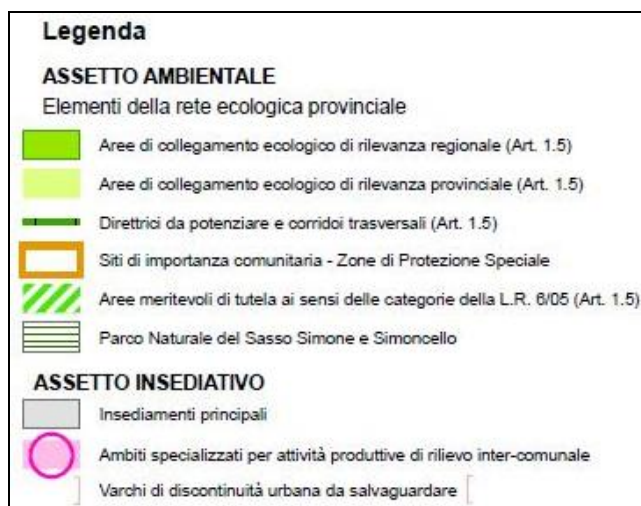 Legenda
ASSETTO AMBIENTALE
Elementi della rete ecologica provinciale
Aree di collegamento ecologico di rilevanza regionale (Art. 1.5)
Aree di collegamento ecologico di rilevanza provinciale (Art. 1.5)
Direttrici da potenziare e corridoi trasversali (Art. 1.5)
Siti di importanza comunitaria - Zone di Protezione Speciale
Aree meritevoli di tutela ai sensi delle categorie della L.R. 6/05 (Art. 1.5)
Parco Naturale del Sasso Simone e Simoncello
ASSETTO INSEDIATIVO
Insediamenti principali
Ambiti specializzati per attività produttive di rilievo inter-comunale
Varchi di discontinuità urbana da salvaguardare